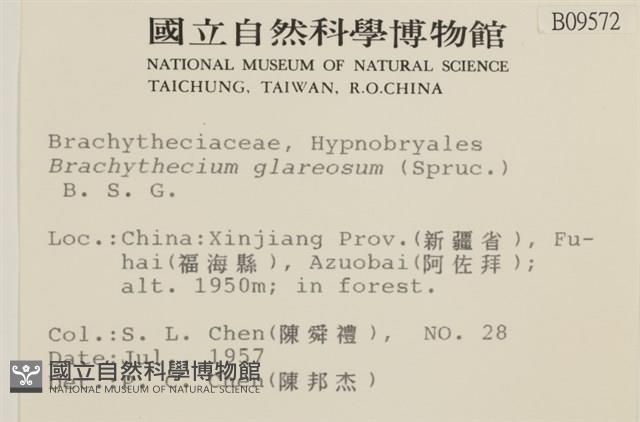 國立自然科學博物館
B09572
NATIONAL MUSEUM OF NATURAL SCIENCE
TAICHUNG, TAIWAN, R.O.CHINA
Brachytheciaceae, Hypnobryales
Brachythecium glareosum (Spruc.)
B. S. G.
Loc.:China:Xinjiang Prov.(新疆省), Fu-
hai(福海縣), Azuobai(阿佐拜);
alt. 1950m; in forest.
Col.:S. L. Chen(陳舜禮), NO. 28
Date:Jul., 1957
Chen(陳邦杰)
國立自然科學博物館
NATIONAL MUSEUM OF NATURAL SCIENCE